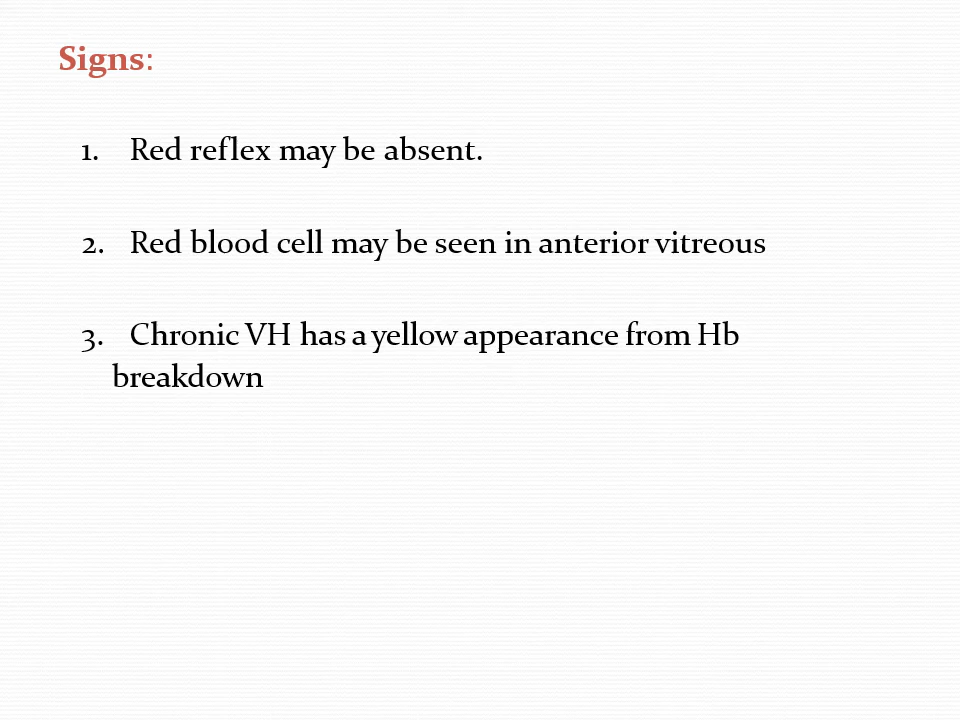 Signs:
1. Red reflex may be absent.
2. Red blood cell may be seen in anterior vitreous
3. Chronic VH has a yellow appearance from Hb
breakdown